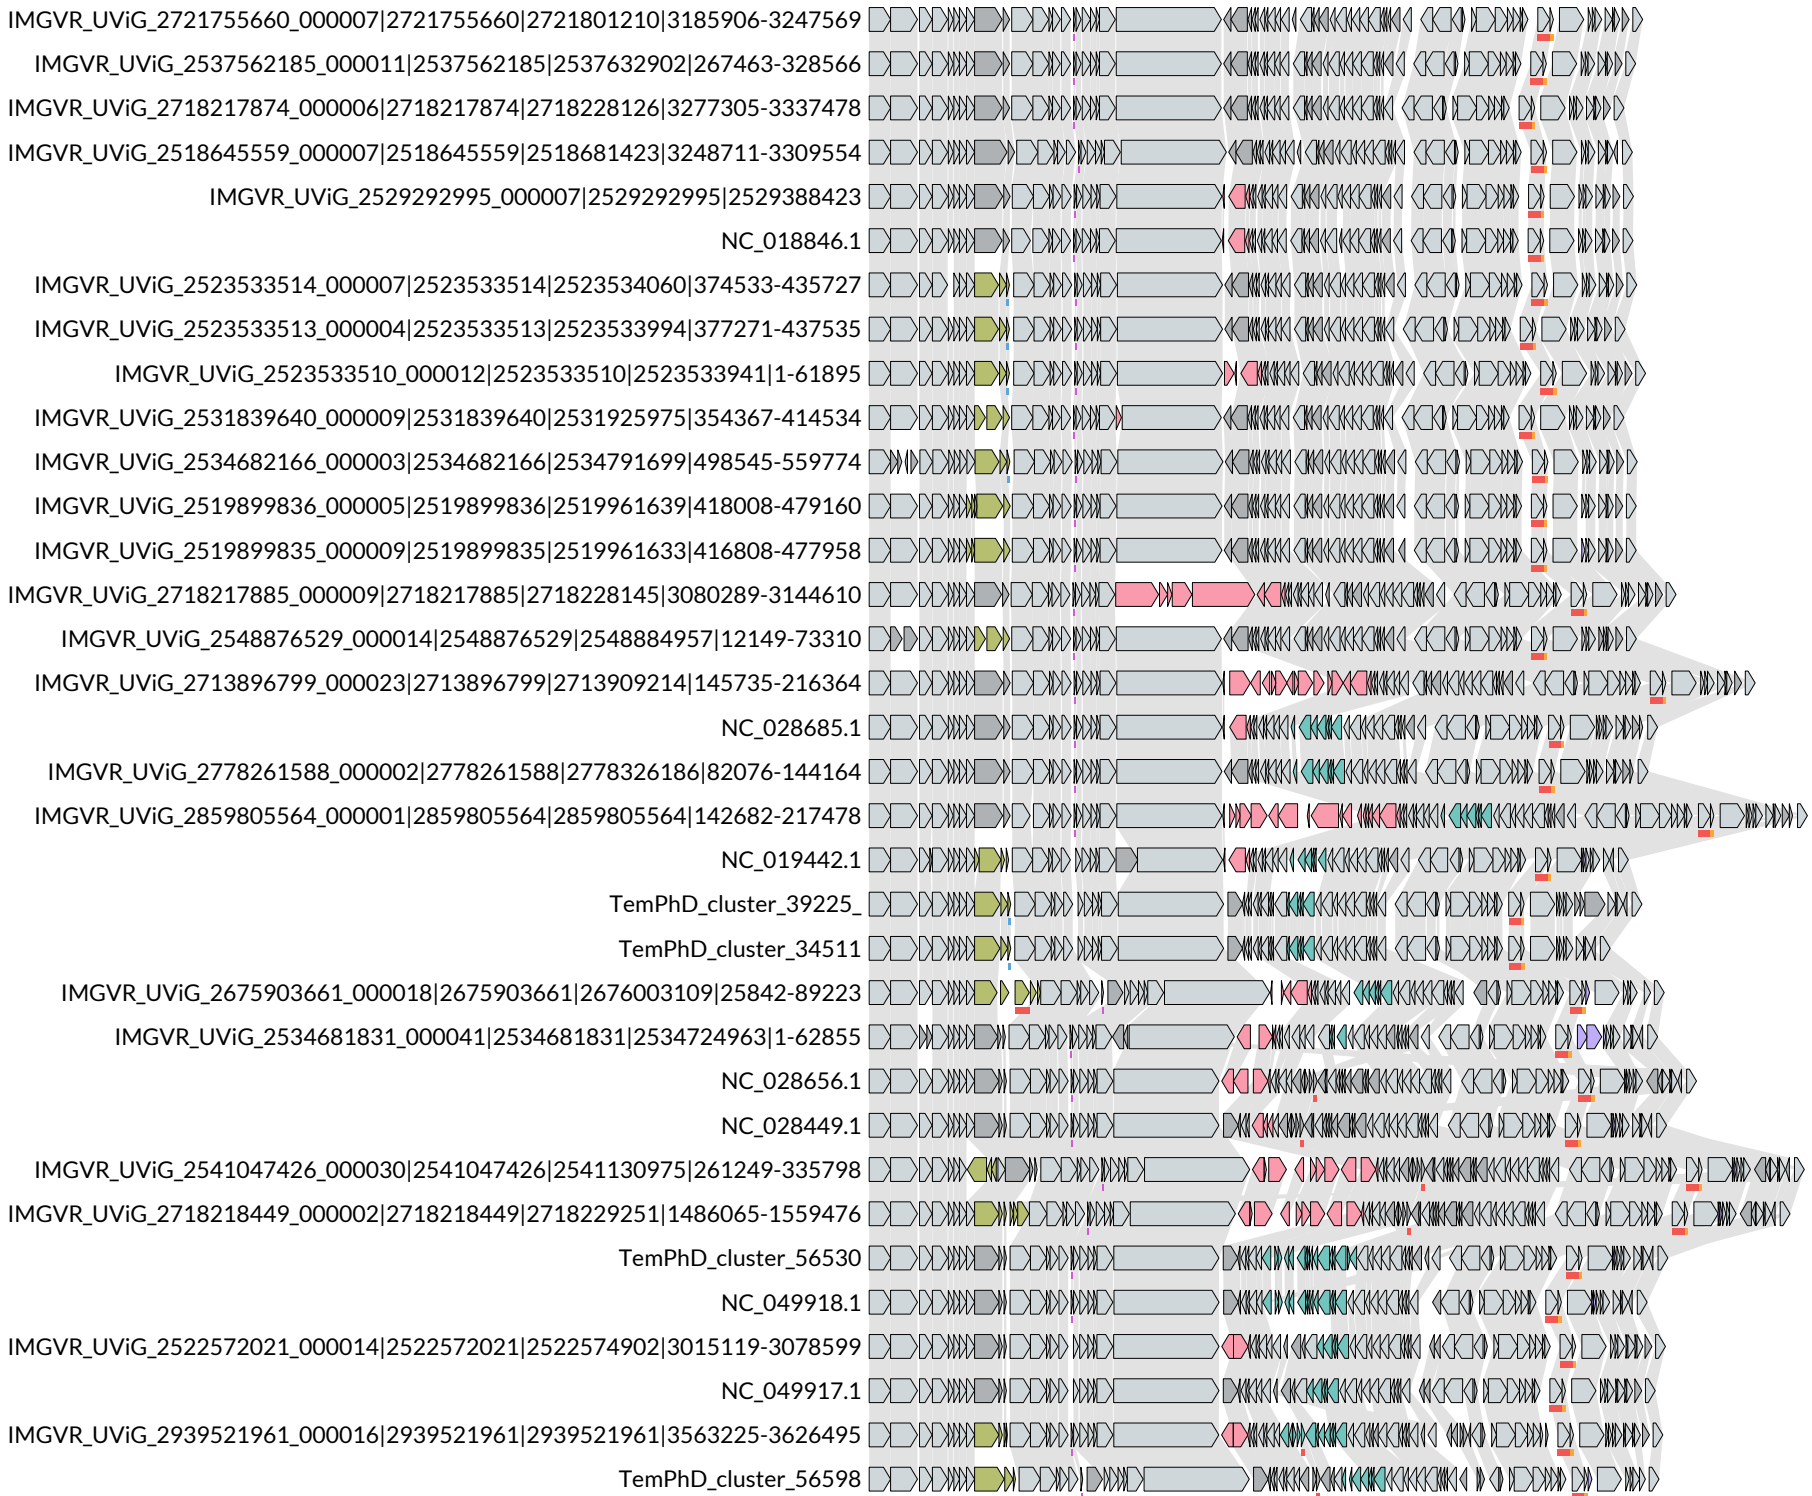 IMGVR_UViG_2721755660_000007|2721755660|2721801210|3185906-3247569
IMGVR_UViG_2537562185_000011|2537562185|2537632902|267463-328566
IMGVR_UViG_2718217874_000006|2718217874|2718228126|3277305-3337478
IMGVR_UViG_2518645559_000007|2518645559|2518681423|3248711-3309554
IMGVR_UViG_2529292995_000007|2529292995|2529388423
NC_018846.1
IMGVR_UViG_2523533514_000007|2523533514|2523534060|374533-435727
IMGVR_UViG_2523533513_000004|2523533513|2523533994|377271-437535
IMGVR_UViG_2523533510_000012|2523533510|2523533941|1-61895
IMGVR_UViG_2531839640_000009|2531839640|2531925975|354367-414534
IMGVR_UViG_2534682166_000003|2534682166|2534791699|498545-559774
IMGVR_UViG_2519899836_000005|2519899836|2519961639|418008-479160
IMGVR_UViG_2519899835_000009|2519899835|2519961633|416808-477958
IMGVR_UViG_2718217885_000009|2718217885|2718228145|3080289-3144610
IMGVR_UViG_2548876529_000014|2548876529|2548884957|12149-73310
IMGVR_UViG_2713896799_000023|2713896799|2713909214|145735-216364
NC_028685.1
IMGVR_UViG_2778261588_000002|2778261588|2778326186|82076-144164
IMGVR_UViG_2859805564_000001|2859805564|2859805564|142682-217478
NC_019442.1
TemPhD_cluster_39225_
TemPhD_cluster_34511
IMGVR_UViG_2675903661_000018|2675903661|2676003109|25842-89223
IMGVR_UViG_2534681831_000041|2534681831|2534724963|1-62855
NC_028656.1
NC_028449.1
IMGVR_UViG_2541047426_000030|2541047426|2541130975|261249-335798
IMGVR_UViG_2718218449_000002|2718218449|2718229251|1486065-1559476
TemPhD_cluster_56530
NC_049918.1
IMGVR_UViG_2522572021_000014|2522572021|2522574902|3015119-3078599
NC_049917.1
IMGVR_UViG_2939521961_000016|2939521961|2939521961|3563225-3626495
TemPhD_cluster_56598